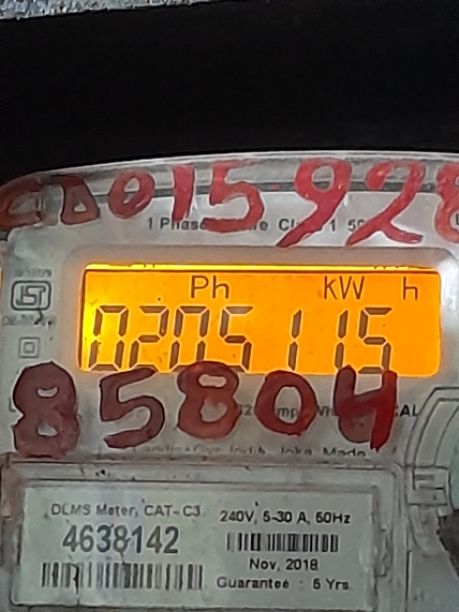 CD015928
1 Phase
Ph kW h
0205115
85804
DLMS Meter, CAT-C3
4638142
240V, 5-30 A, 50Hz
Nov, 2018
Guarantee : 5 Yrs.